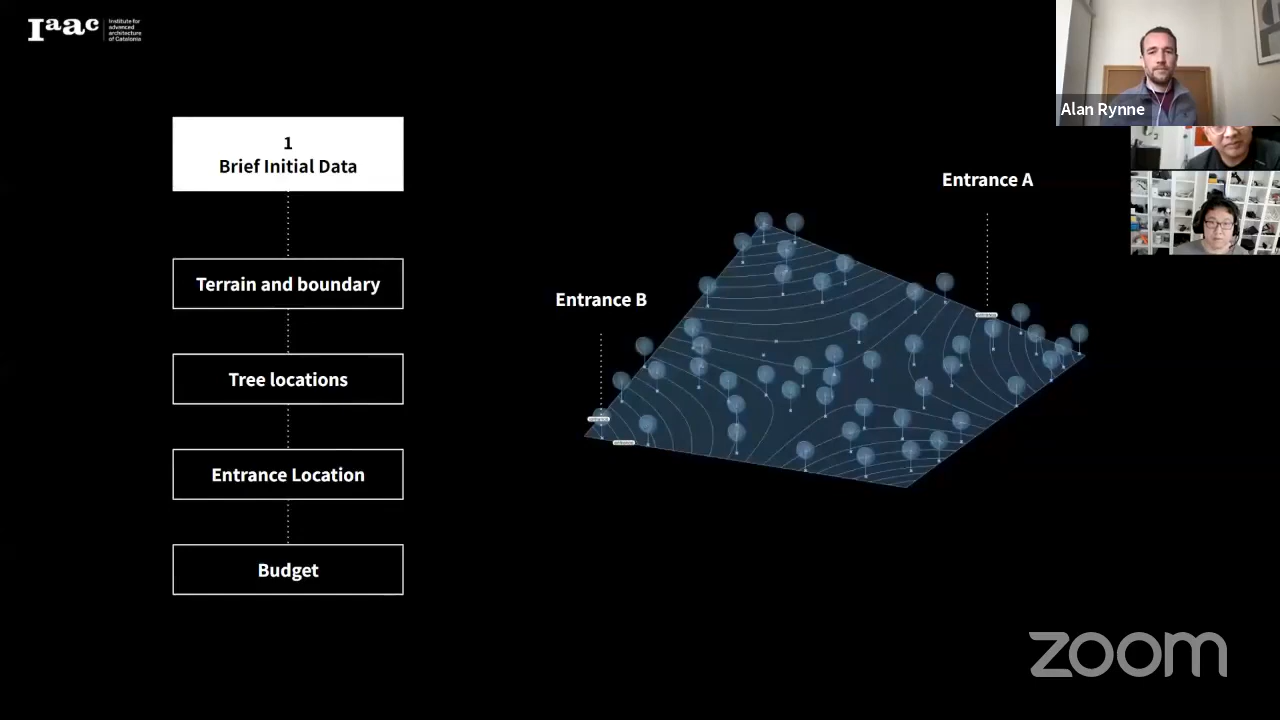 Iaac
Institute for
advanced
architecture
of Catalonia
1
Brief Initial Data
Terrain and boundary
Tree locations
Entrance Location
Budget
Entrance A
Entrance B
Alan Rynne
zoom